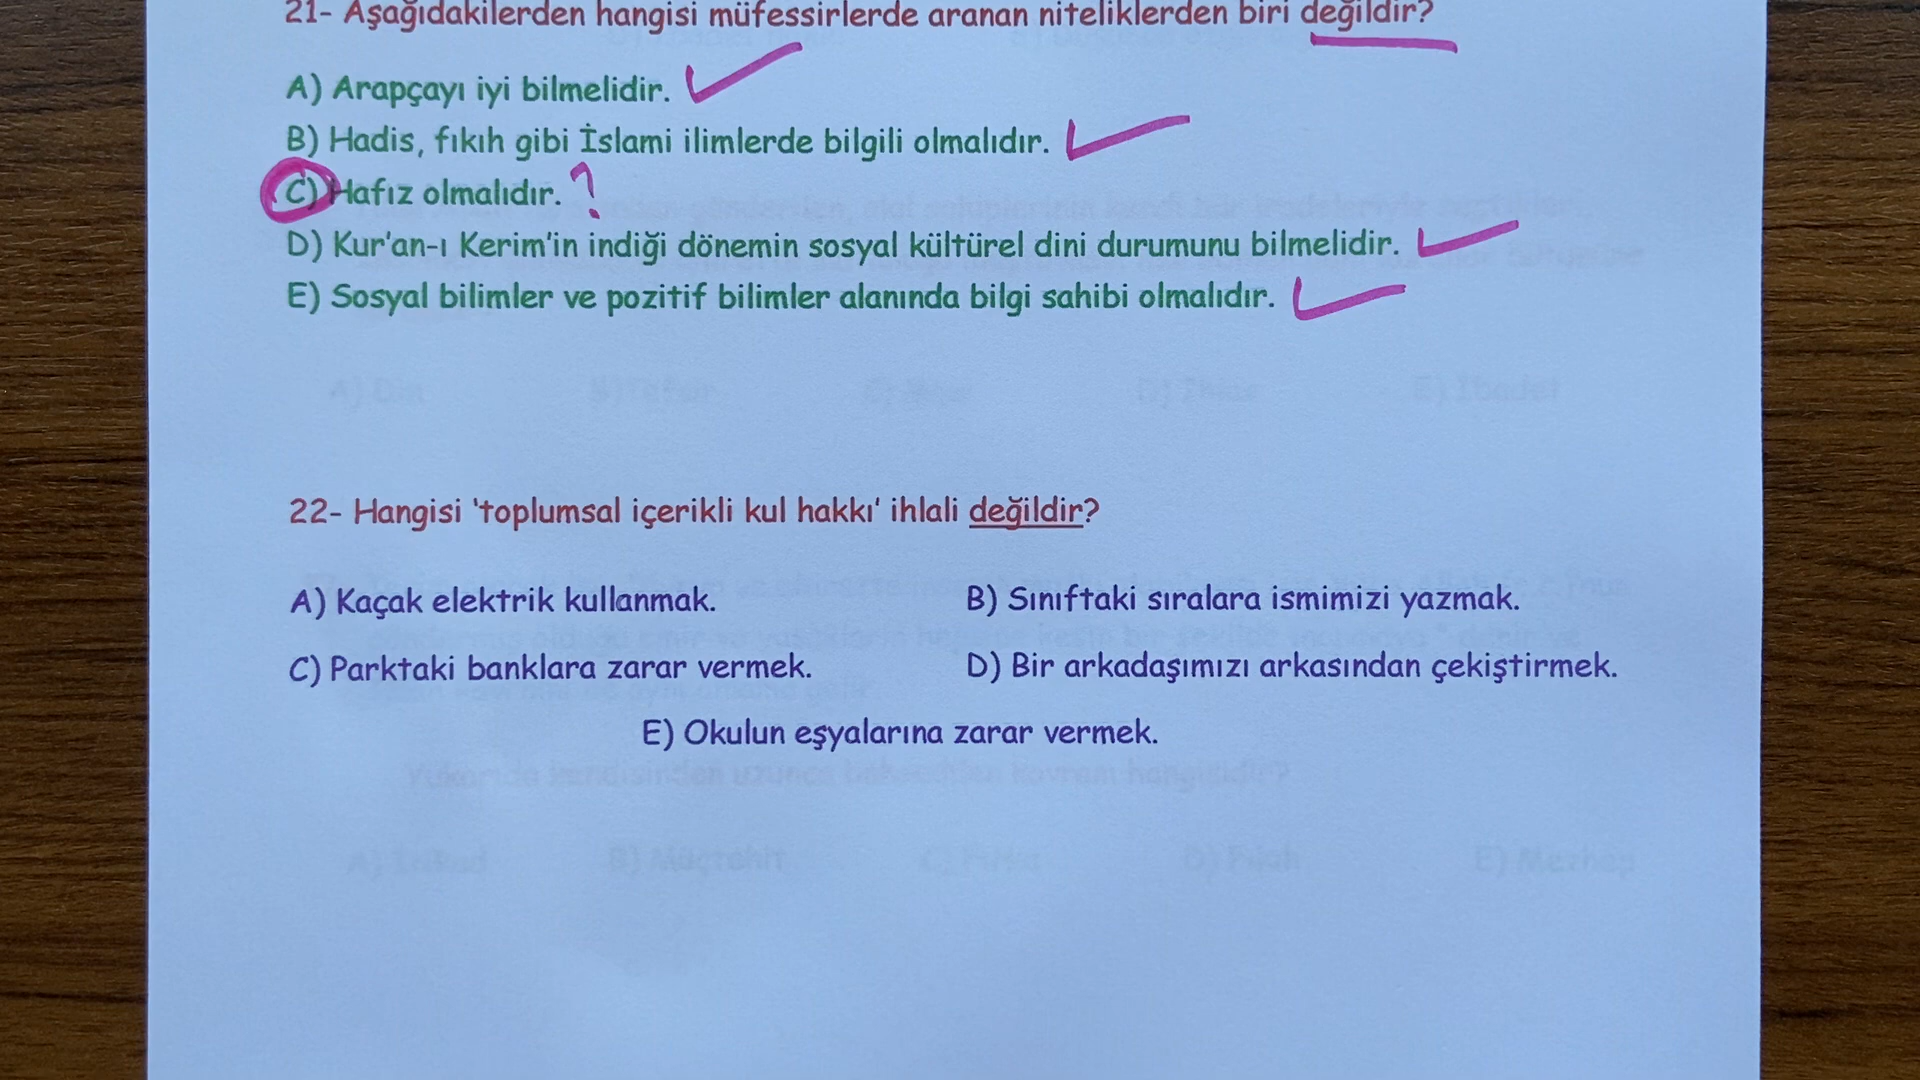 21- Aşağıdakilerden hangisi müfessirlerde aranan niteliklerden biri değildir?
A) Arapçayı iyi bilmelidir.
B) Hadis, fıkıh gibi İslami ilimlerde bilgili olmalıdır.
C) Hafız olmalıdır. ?
D) Kur'an-ı Kerim'in indiği dönemin sosyal kültürel dini durumunu bilmelidir.
E) Sosyal bilimler ve pozitif bilimler alanında bilgi sahibi olmalıdır.
22- Hangisi 'toplumsal içerikli kul hakkı' ihlali değildir?
A) Kaçak elektrik kullanmak. B) Sınıftaki sıralara ismimizi yazmak.
C) Parktaki banklara zarar vermek. D) Bir arkadaşımızı arkasından çekiştirmek.
E) Okulun eşyalarına zarar vermek.